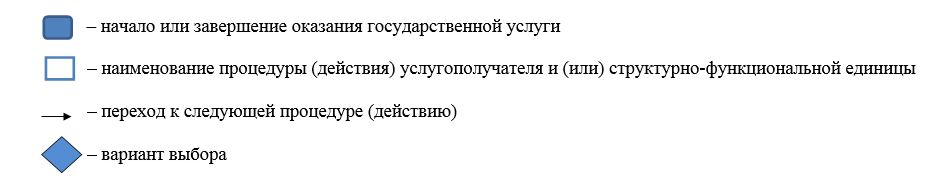 – начало или завершение оказания государственной услуги
– наименование процедуры (действия) услугополучателя и (или) структурно-функциональной единицы
– переход к следующей процедуре (действию)
– вариант выбора